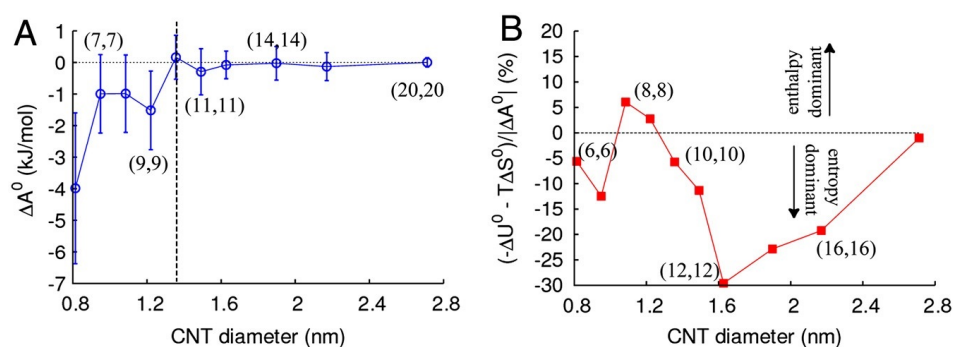 A
1
0
-1
-2
-3
-4
-5
-6
-7
ΔA⁰ (kJ/mol)
(7,7)
(9,9)
(11,11)
(14,14)
(20,20
0.8 1.2 1.6 2 2.4 2.8
CNT diameter (nm)
B
20
15
10
5
0
-5
-10
-15
-20
-25
-30
(-ΔU⁰ - TΔS⁰)/|ΔA⁰| (%)
(6,6)
(8,8)
(10,10)
(12,12)
(16,16)
enthalpy
dominant
entropy
dominant
0.8 1.2 1.6 2 2.4 2.8
CNT diameter (nm)